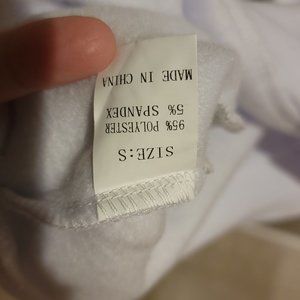 SIZE:S
95% POLYESTER
5% SPANDEX
MADE IN CHINA